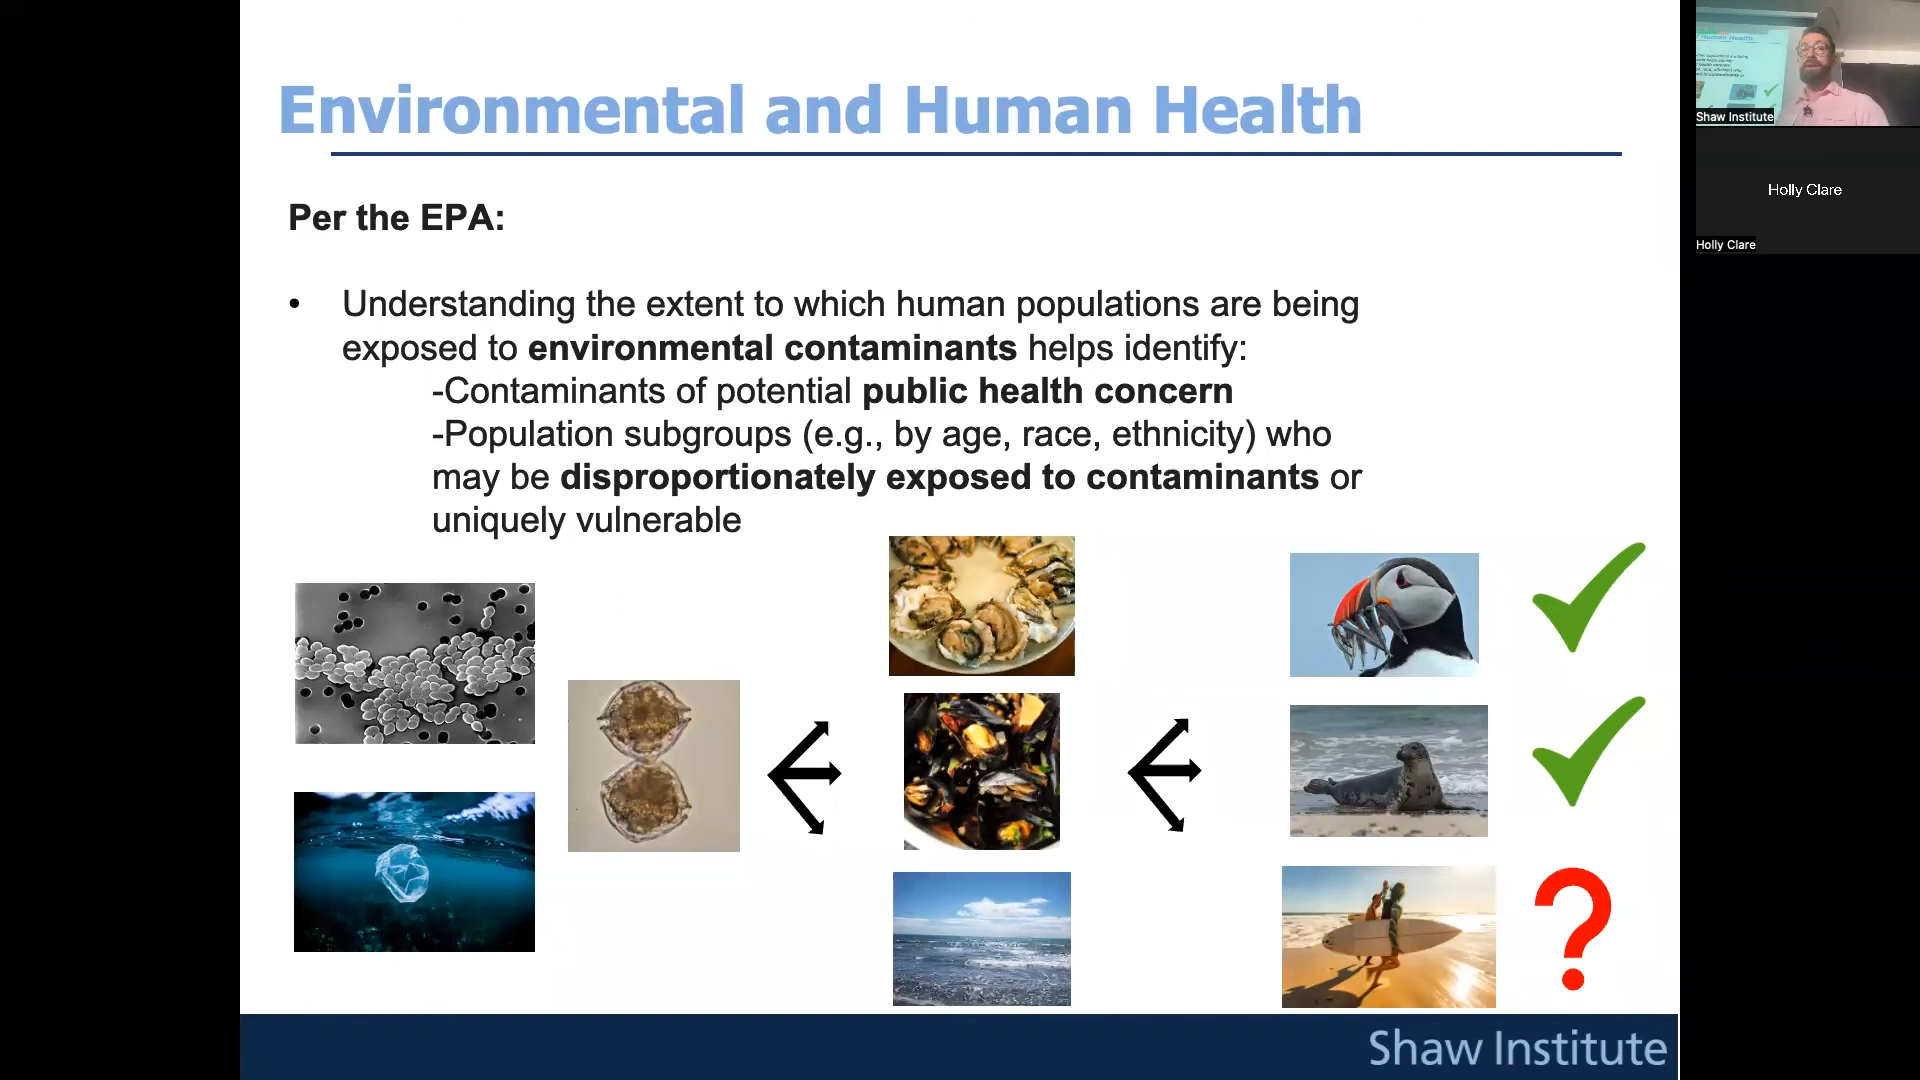 Environmental and Human Health
Per the EPA:
• Understanding the extent to which human populations are being
exposed to environmental contaminants helps identify:
-Contaminants of potential public health concern
-Population subgroups (e.g., by age, race, ethnicity) who
may be disproportionately exposed to contaminants or
uniquely vulnerable
?
Shaw Institute
Human Health
Shaw Institute
Holly Clare
Holly Clare